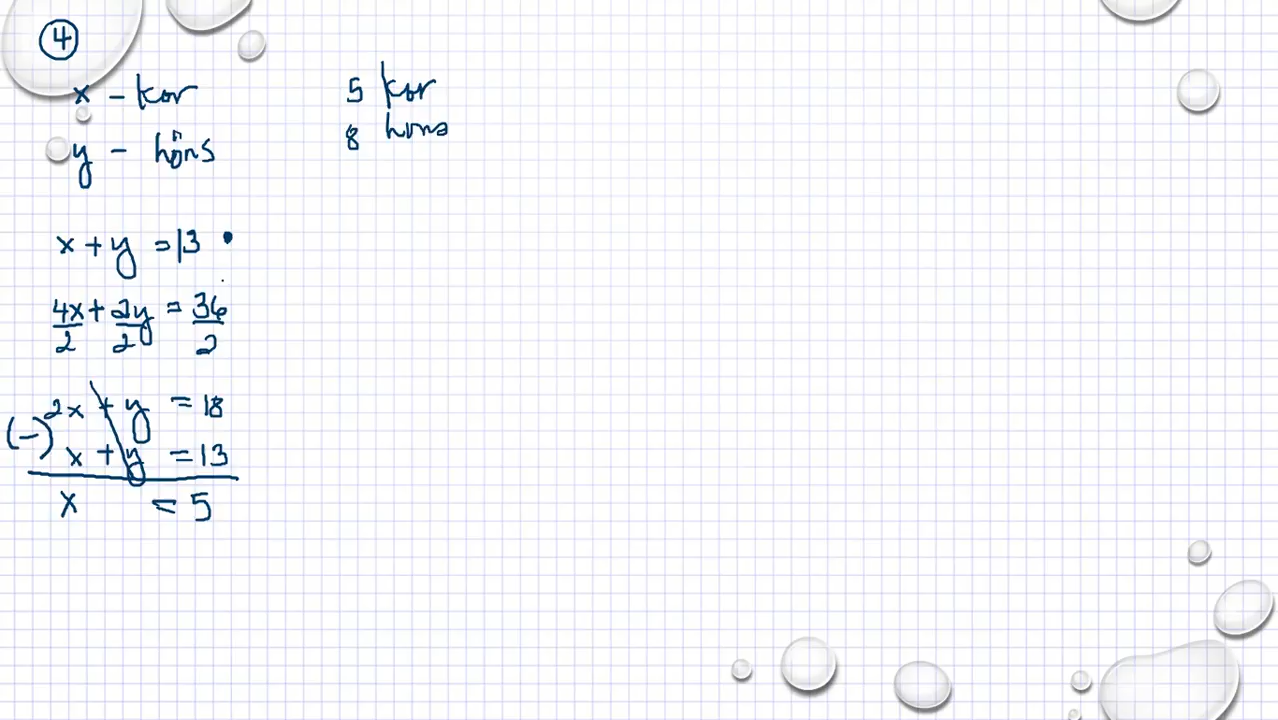 4
x - kor
y - höns
x + y = 13 •
4x/2 + 2y/2 = 36/2
(-) 2x + y = 18
x + y = 13
x = 5
5 kor
8 höns